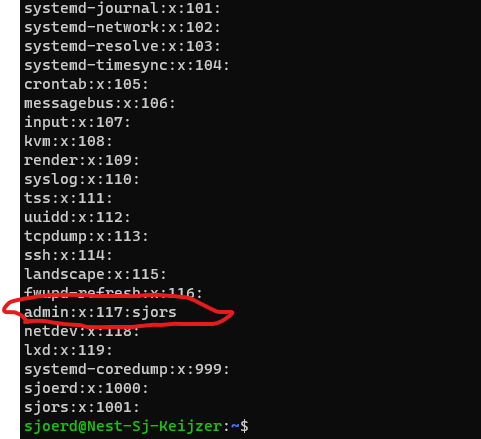 systemd-journal:x:101:
systemd-network:x:102:
systemd-resolve:x:103:
systemd-timesync:x:104:
crontab:x:105:
messagebus:x:106:
input:x:107:
kvm:x:108:
render:x:109:
syslog:x:110:
tss:x:111:
uuidd:x:112:
tcpdump:x:113:
ssh:x:114:
landscape:x:115:
fwupd-refresh:x:116:
admin:x:117:sjors
netdev:x:118:
lxd:x:119:
systemd-coredump:x:999:
sjoerd:x:1000:
sjors:x:1001:
sjoerd@Nest-Sj-Keijzer:~$